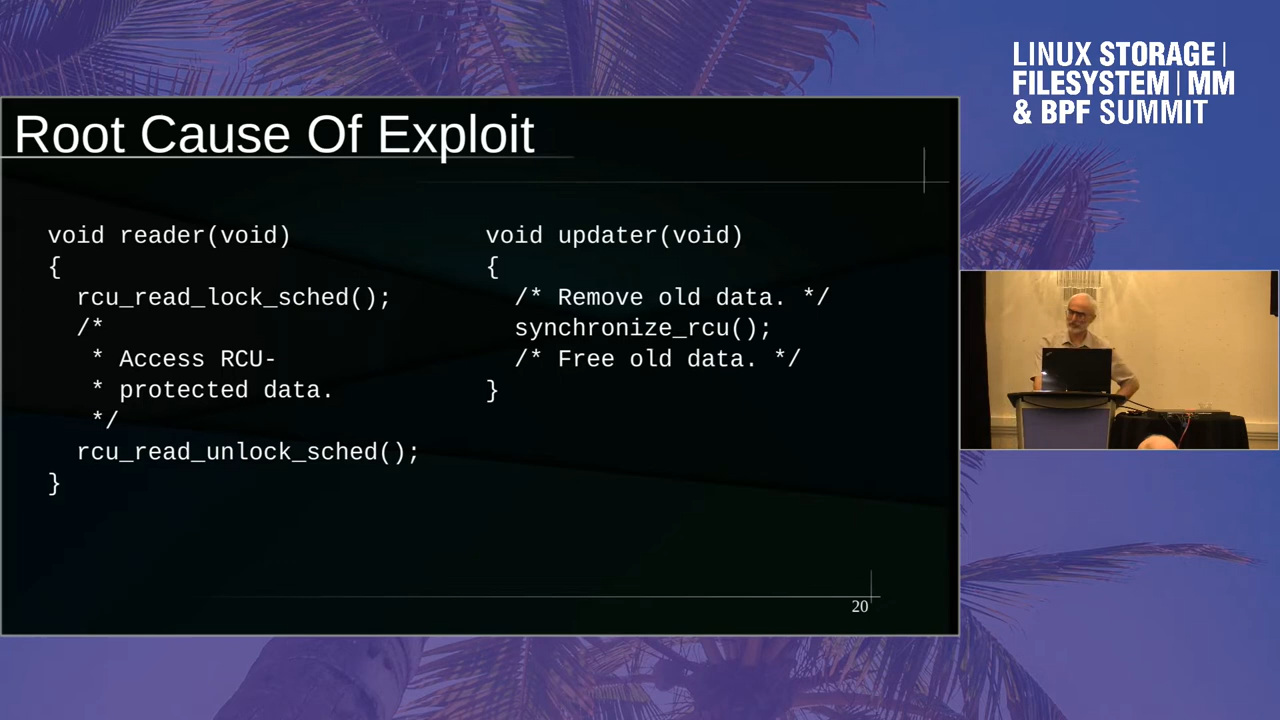 LINUX STORAGE |
FILESYSTEM | MM
& BPF SUMMIT
Root Cause Of Exploit
void reader(void)
{
rcu_read_lock_sched();
/*
* Access RCU-
* protected data.
*/
rcu_read_unlock_sched();
}
void updater(void)
{
/* Remove old data. */
synchronize_rcu();
/* Free old data. */
}
20